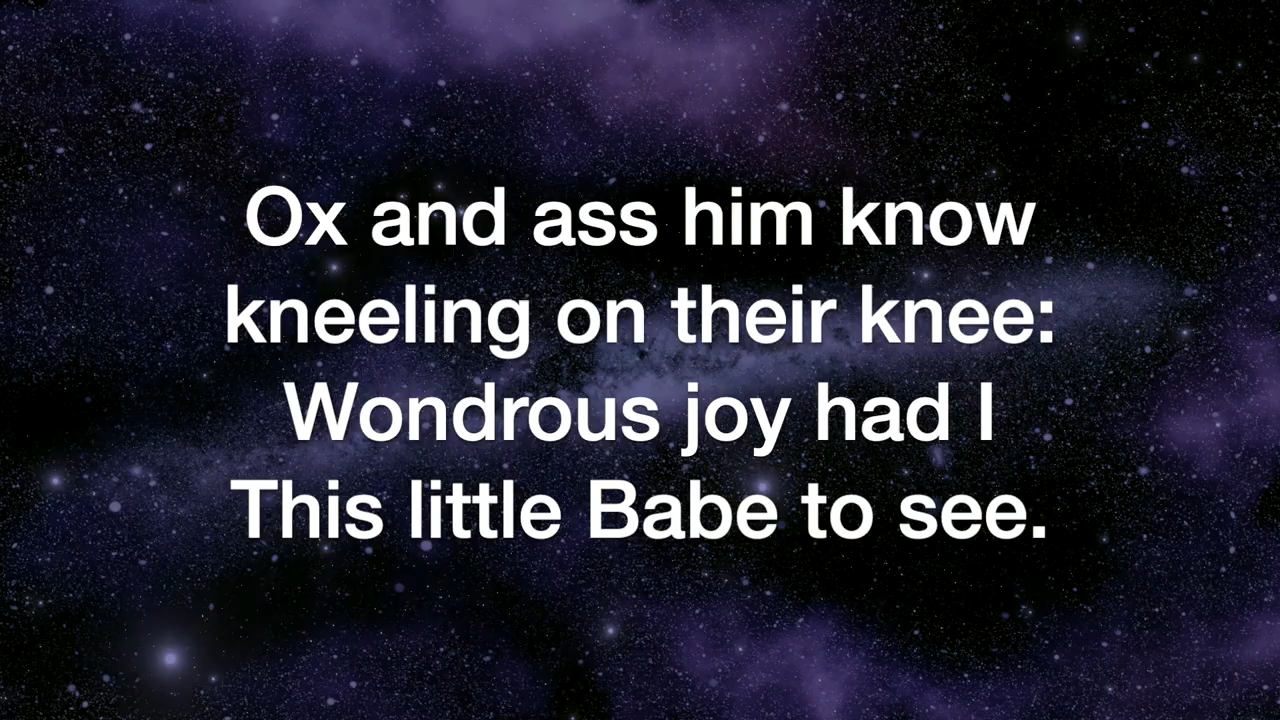 Ox and ass him know
kneeling on their knee:
Wondrous joy had I
This little Babe to see.